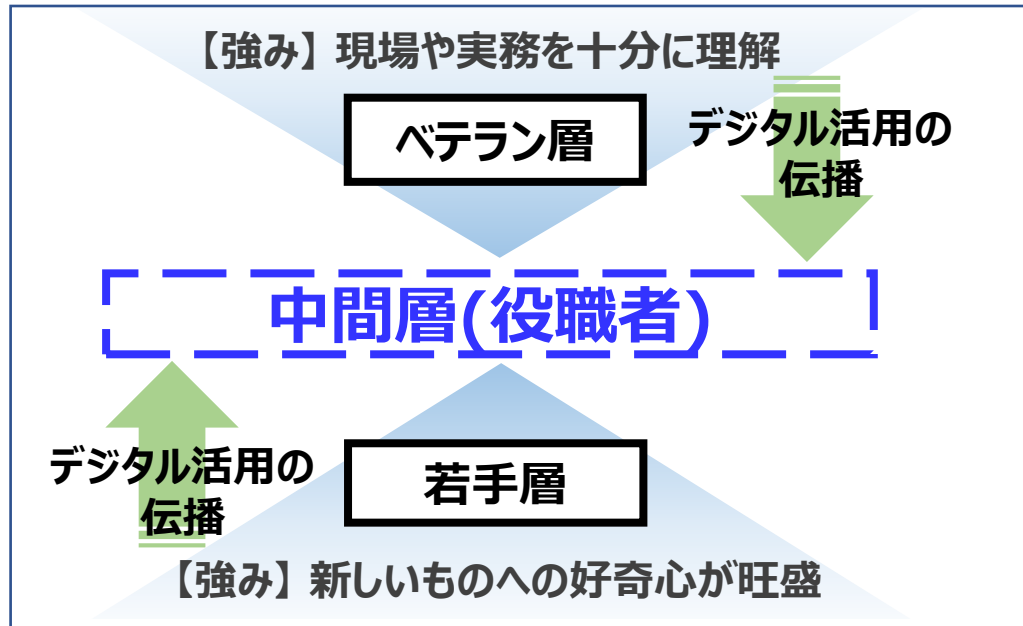 【強み】現場や実務を十分に理解
ベテラン層
デジタル活用の
伝播
中間層(役職者)
デジタル活用の
伝播
若手層
【強み】新しいものへの好奇心が旺盛